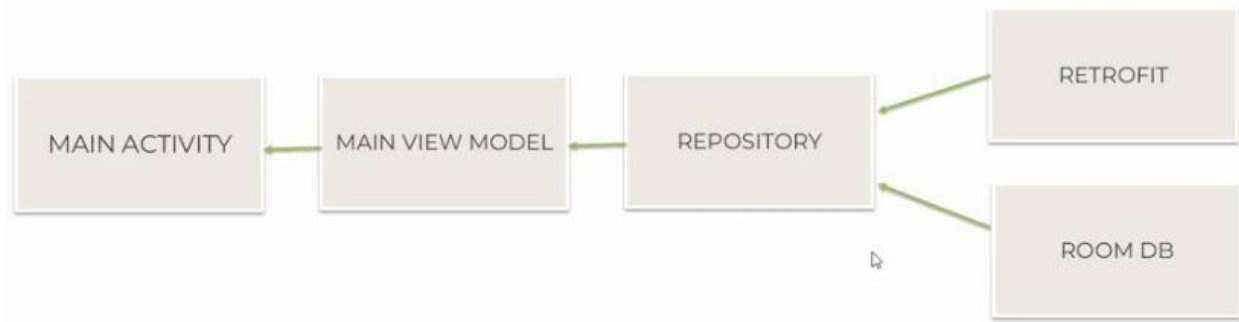 MAIN ACTIVITY
MAIN VIEW MODEL
REPOSITORY
RETROFIT
ROOM DB